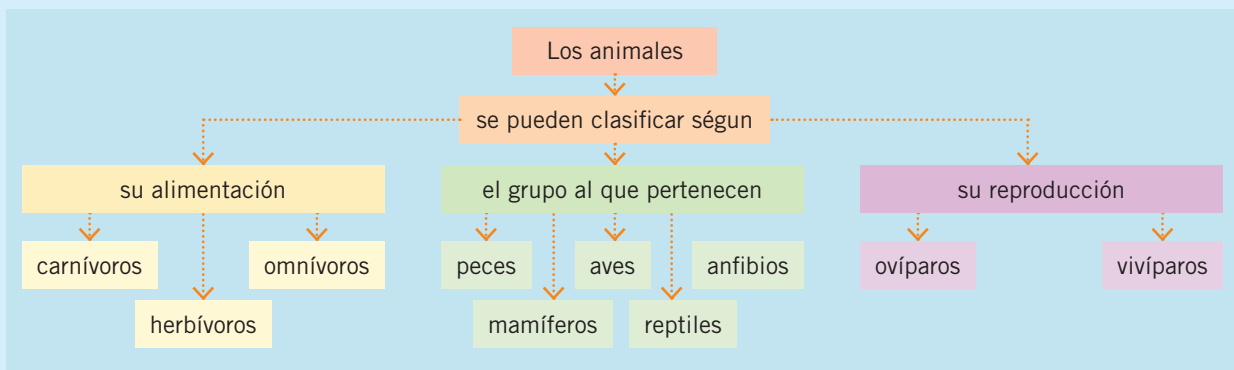 Los animales
se pueden clasificar ségun
su alimentación
el grupo al que pertenecen
su reproducción
carnívoros
omnívoros
peces
aves
anfibios
ovíparos
vivíparos
herbívoros
mamíferos
reptiles